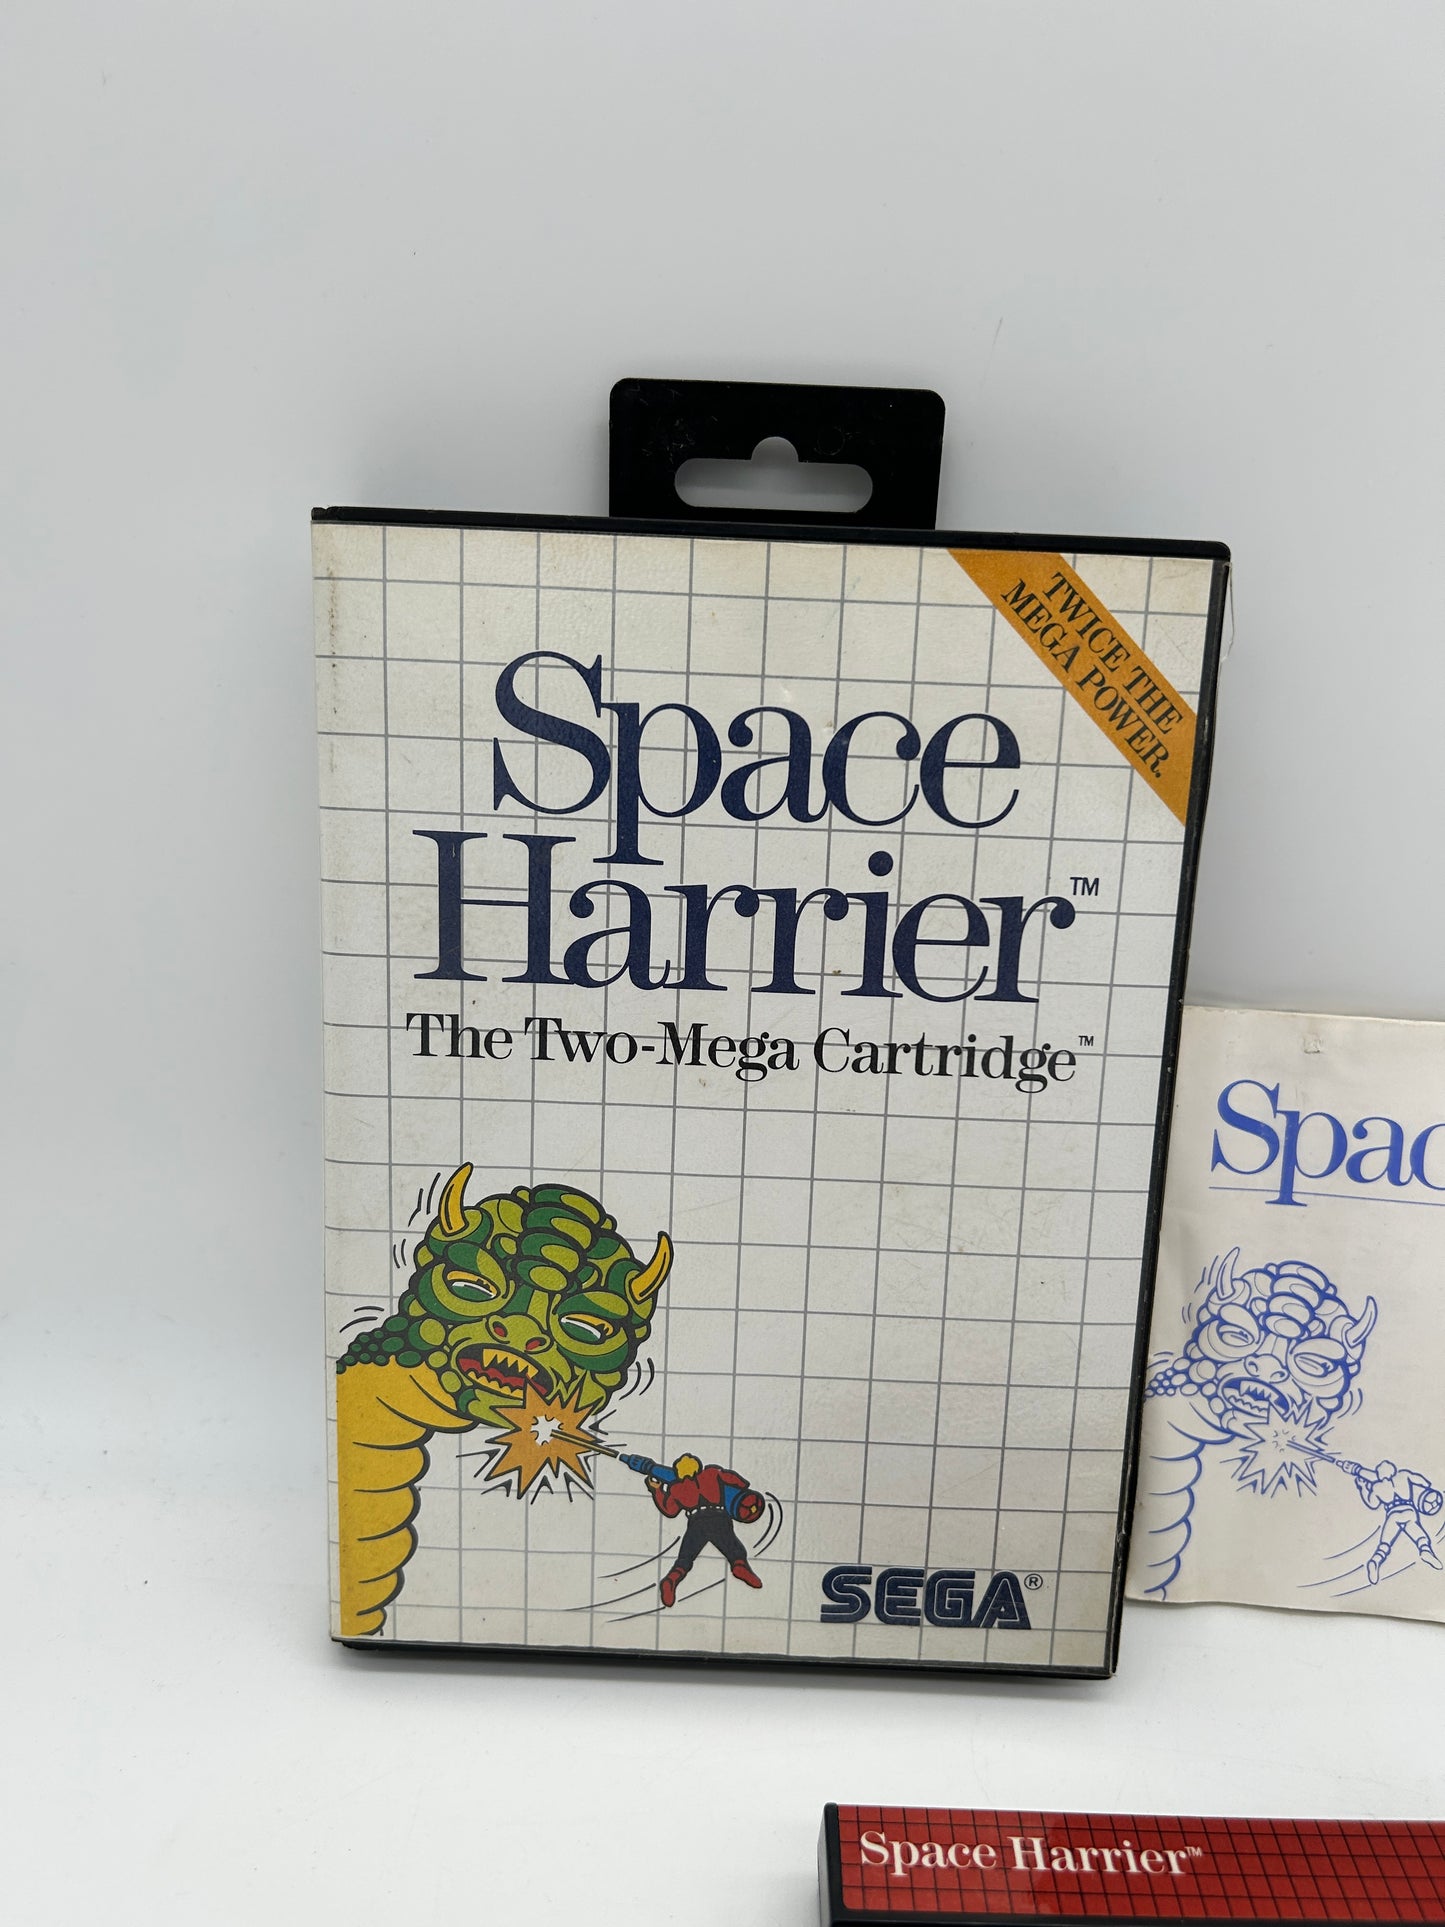 TWICE THE
MEGA POWER.
Space
Harrier™
The Two-Mega Cartridge™
SEGA®
Spac
Space Harrier™